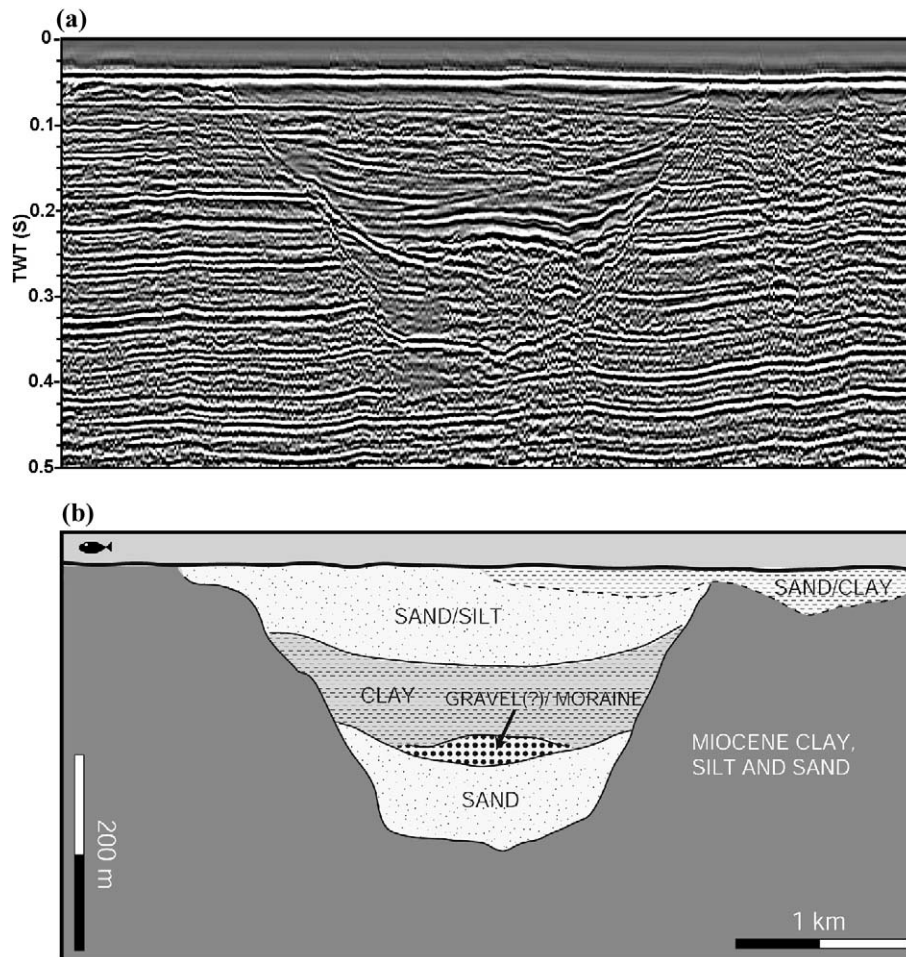 (a)
0
0.1
0.2
0.3
0.4
0.5
TWT (S)
(b)
SAND/CLAY
SAND/SILT
CLAY
GRAVEL(?)/ MORAINE
MIOCENE CLAY,
SILT AND SAND
SAND
200 m
1 km